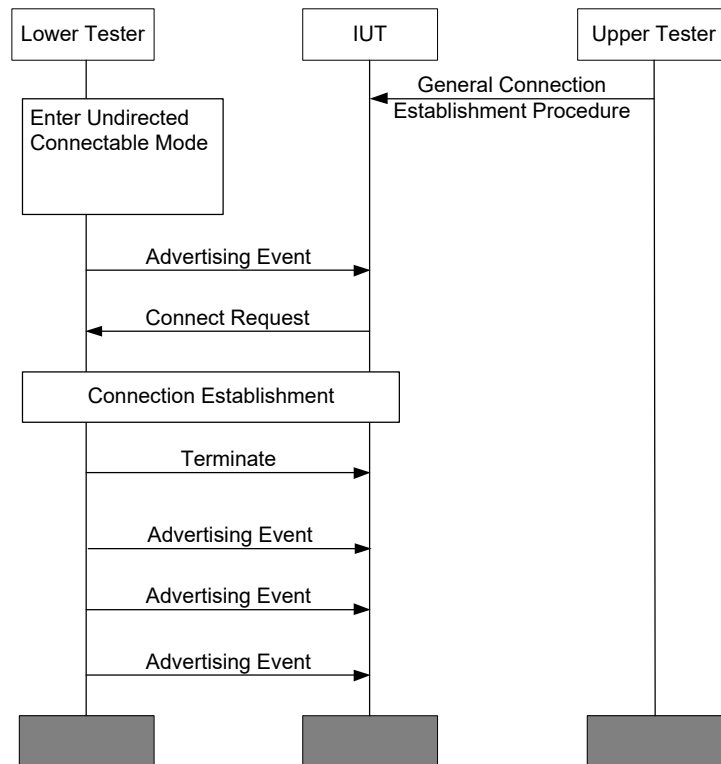 Lower Tester
IUT
Upper Tester
General Connection
Establishment Procedure
Enter Undirected
Connectable Mode
Advertising Event
Connect Request
Connection Establishment
Terminate
Advertising Event
Advertising Event
Advertising Event